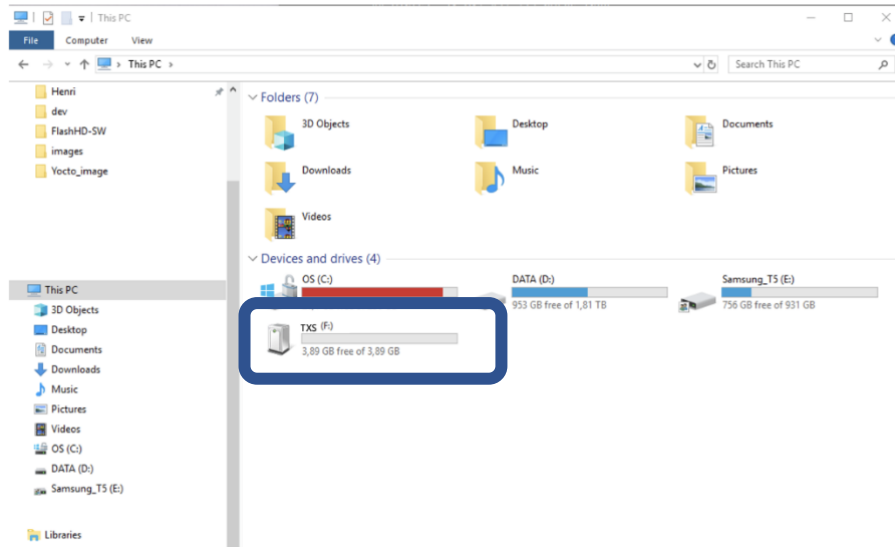 This PC
File Computer View
This PC
Search This PC
Henri
dev
FlashHD-SW
images
Yocto_image
This PC
3D Objects
Desktop
Documents
Downloads
Music
Pictures
Videos
OS (C:)
DATA (D:)
Samsung_T5 (E:)
Libraries
Folders (7)
3D Objects Desktop Documents
Downloads Music Pictures
Videos
Devices and drives (4)
OS (C:) DATA (D:) Samsung_T5 (E:)
953 GB free of 1,81 TB 756 GB free of 931 GB
TXS (F:)
3,89 GB free of 3,89 GB